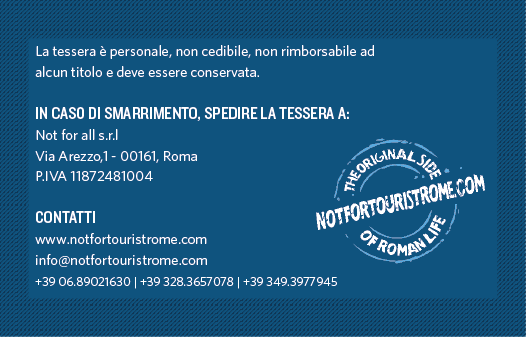 La tessera è personale, non cedibile, non rimborsabile ad
alcun titolo e deve essere conservata.
IN CASO DI SMARRIMENTO, SPEDIRE LA TESSERA A:
Not for all s.r.l
Via Arezzo,1 - 00161, Roma
P.IVA 11872481004
THE ORIGINAL SIDE
NOTFORTOURISTROME.COM
OF ROMAN LIFE
CONTATTI
www.notfortouristrome.com
info@notfortouristrome.com
+39 06.89021630 | +39 328.3657078 | +39 349.3977945